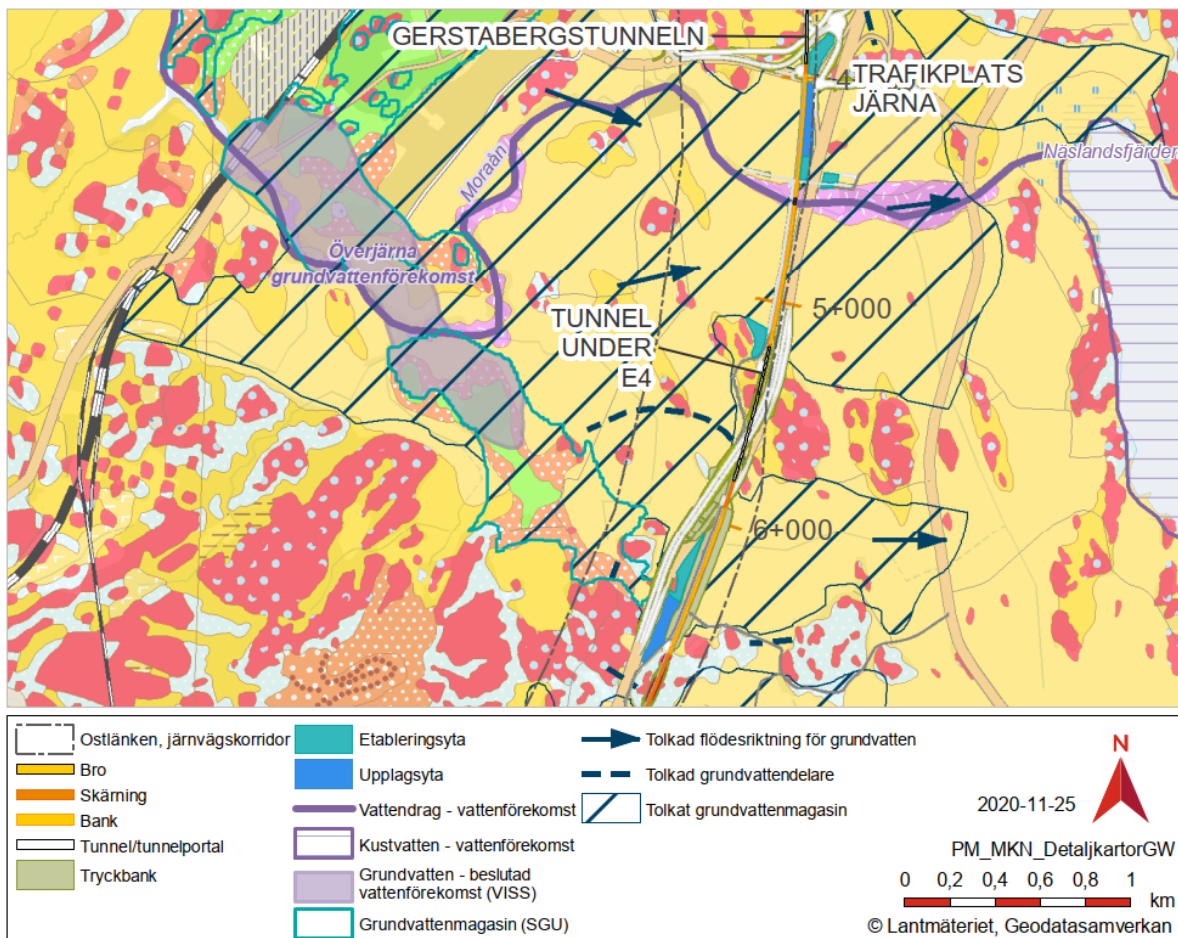 GERSTABERGSTUNNELN
TRAFIKPLATS
JÄRNA
Näslandsfjärden
Moraån
Överjärna
grundvattenförekomst
TUNNEL
UNDER
E4
5+000
6+000
Ostlänken, järnvägskorridor
Bro
Skärning
Bank
Tunnel/tunnelportal
Tryckbank
Etableringsyta
Upplagsyta
Vattendrag - vattenförekomst
Kustvatten - vattenförekomst
Grundvatten - beslutad
vattenförekomst (VISS)
Grundvattenmagasin (SGU)
Tolkad flödesriktning för grundvatten
Tolkad grundvattendelare
Tolkat grundvattenmagasin
N
2020-11-25
PM_MKN_DetaljkartorGW
0 0,2 0,4 0,6 0,8 1
km
© Lantmäteriet, Geodatasamverkan